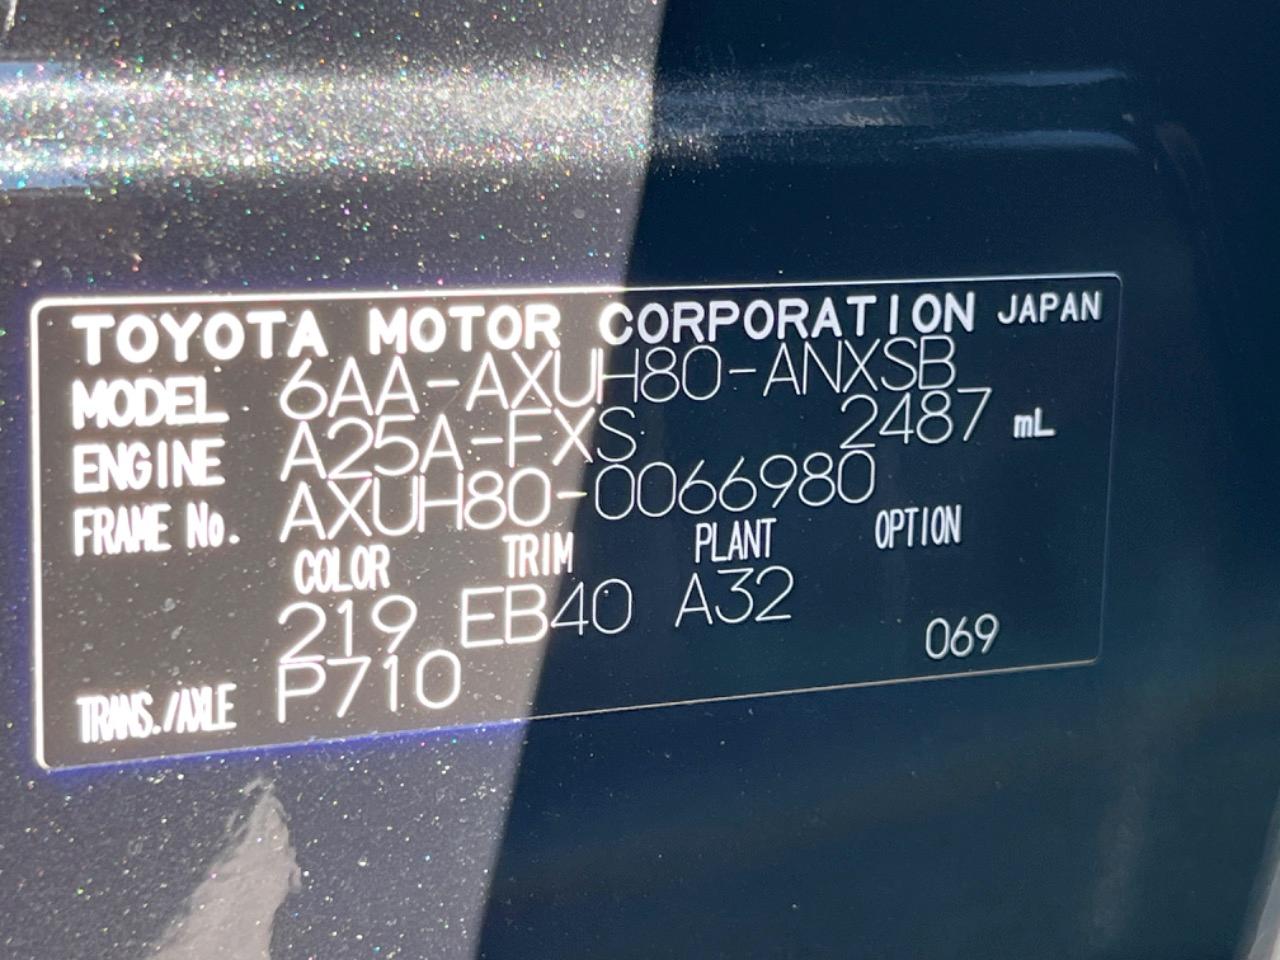 TOYOTA MOTOR CORPORATION JAPAN
MODEL 6AA-AXUH80-ANXSB
ENGINE A25A-FXS 2487 mL
FRAME No. AXUH80-0066980
COLOR TRIM PLANT OPTION
219 EB40 A32
069
TRANS./AXLE P710